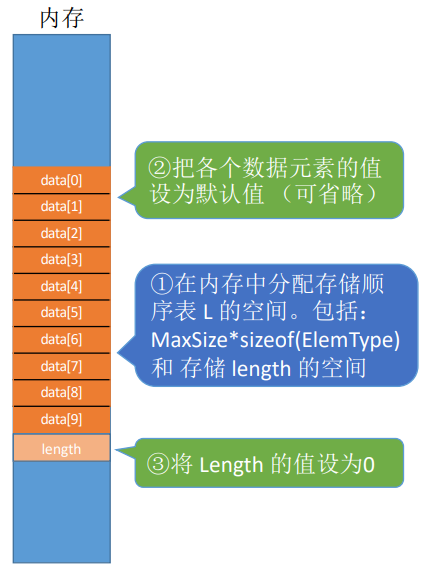 内存
data[0]
data[1]
data[2]
data[3]
data[4]
data[5]
data[6]
data[7]
data[8]
data[9]
length
②把各个数据元素的值
设为默认值 （可省略）
①在内存中分配存储顺
序表 L 的空间。包括：
MaxSize*sizeof(ElemType)
和 存储 length 的空间
③将 Length 的值设为0